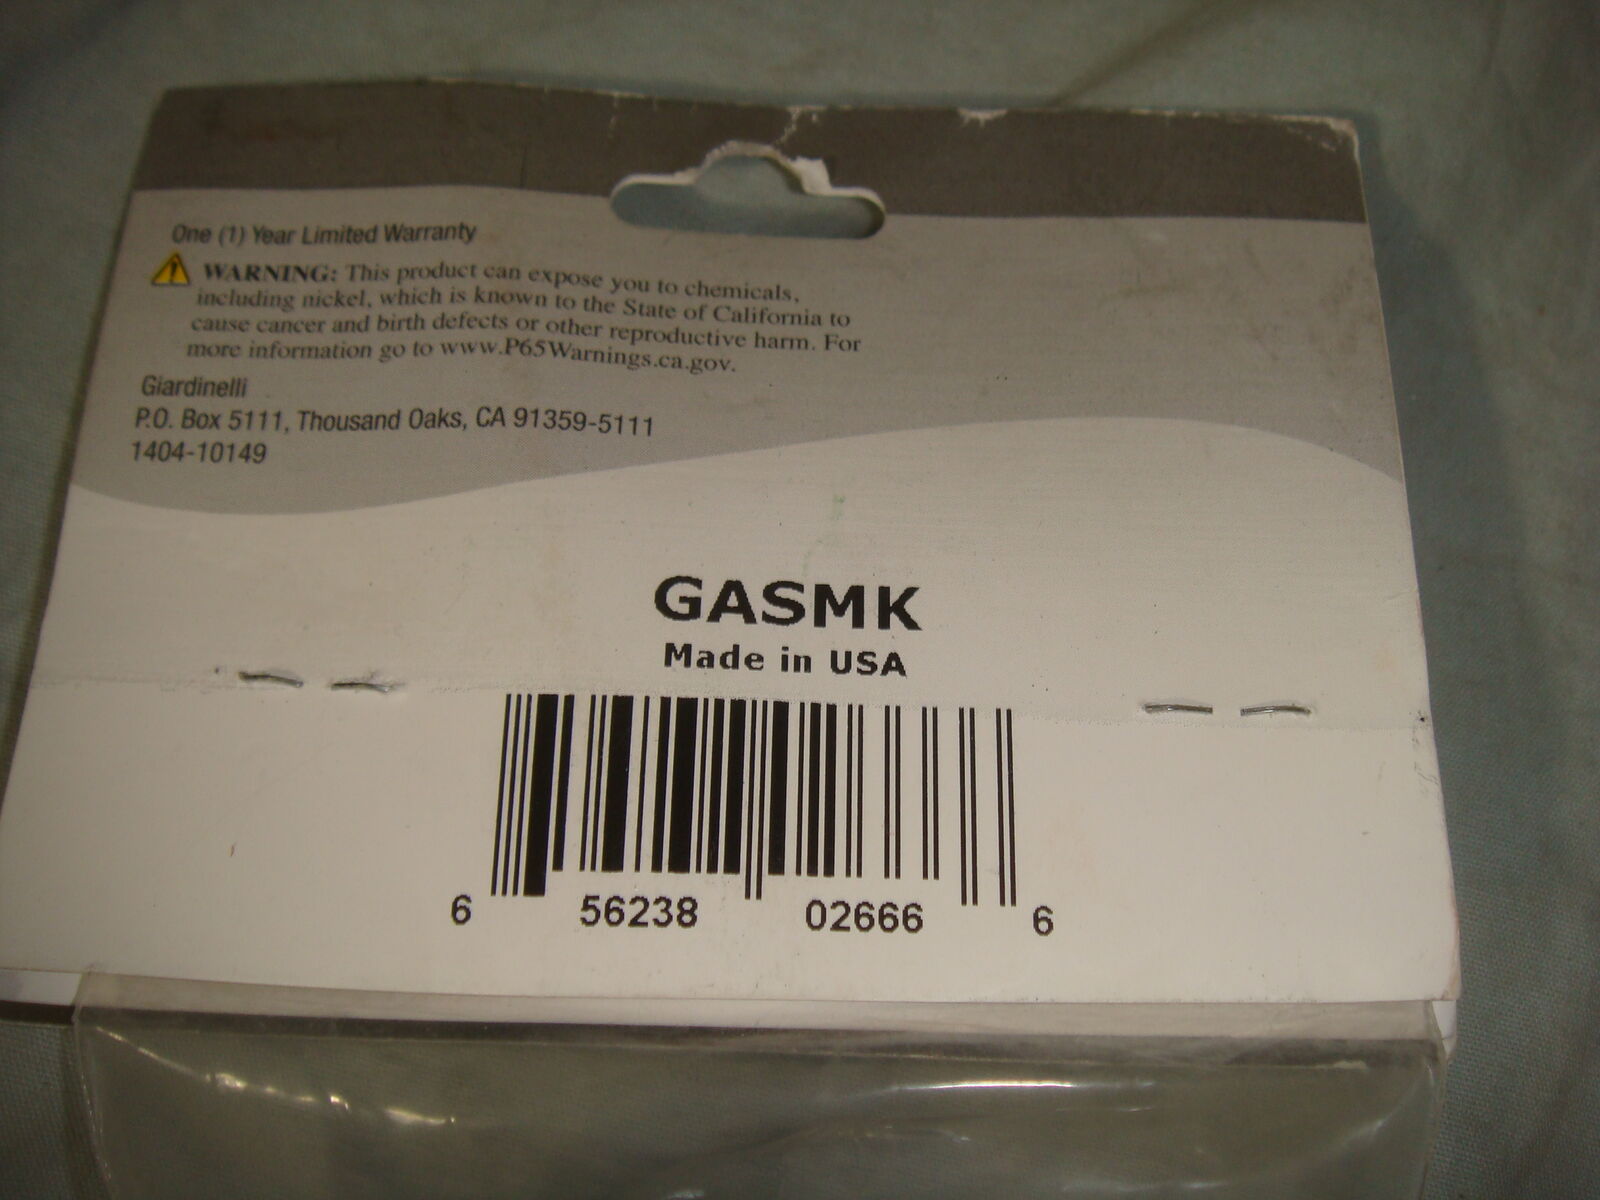 One (1) Year Limited Warranty
WARNING: This product can expose you to chemicals,
including nickel, which is known to the State of California to
cause cancer and birth defects or other reproductive harm. For
more information go to www.P65Warnings.ca.gov.
Giardinelli
P.O. Box 5111, Thousand Oaks, CA 91359-5111
1404-10149
GASMK
Made in USA
6 56238 02666 6